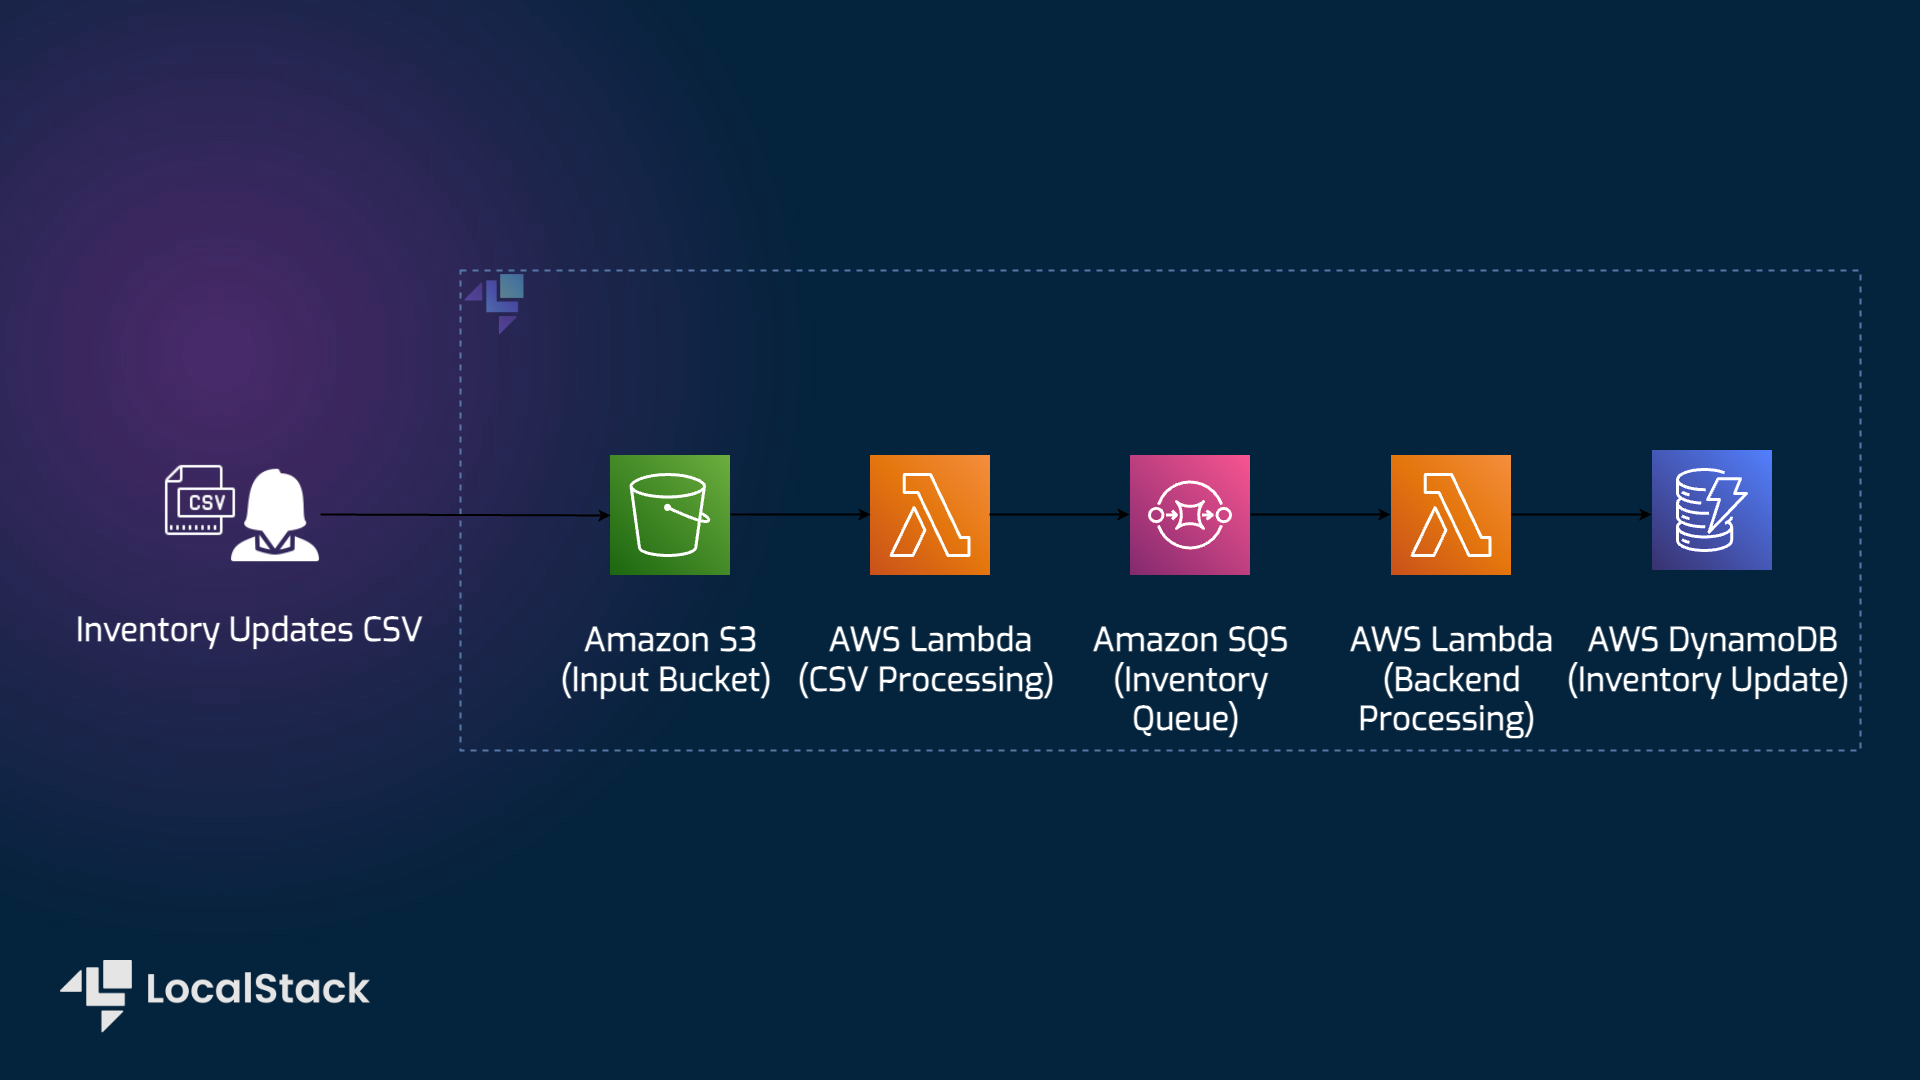 CSV
Inventory Updates CSV
Amazon S3
(Input Bucket)
AWS Lambda
(CSV Processing)
Amazon SQS
(Inventory
Queue)
AWS Lambda
(Backend
Processing)
AWS DynamoDB
(Inventory Update)
LocalStack